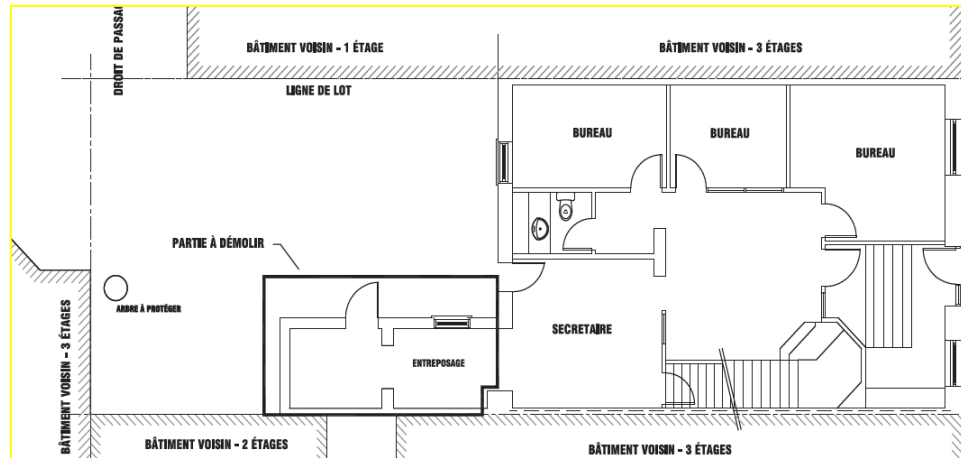 DROIT DE PASSA
BÂTIMENT VOISIN - 1 ÉTAGE
BÂTIMENT VOISIN - 3 ÉTAGES
LIGNE DE LOT
BUREAU
BUREAU
BUREAU
PARTIE À DÉMOLIR
ARBRE À PROTÉGER
SECRETAIRE
ENTREPOSAGE
BÂTIMENT VOISIN - 3 ÉTAGES
BÂTIMENT VOISIN - 2 ÉTAGES
BÂTIMENT VOISIN - 3 ÉTAGES